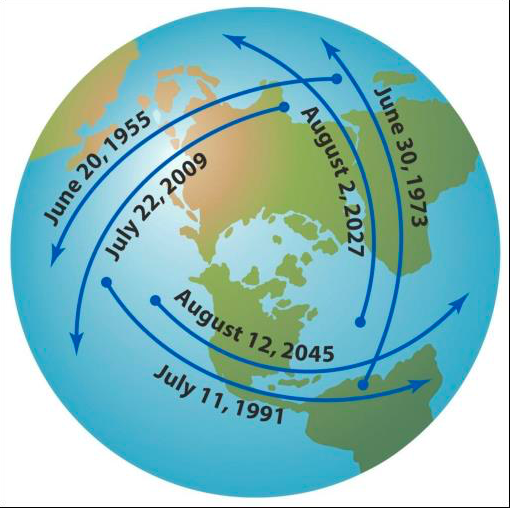 June 20, 1955
July 22, 2009
August 2, 2027
June 30, 1973
August 12, 2045
July 11, 1991